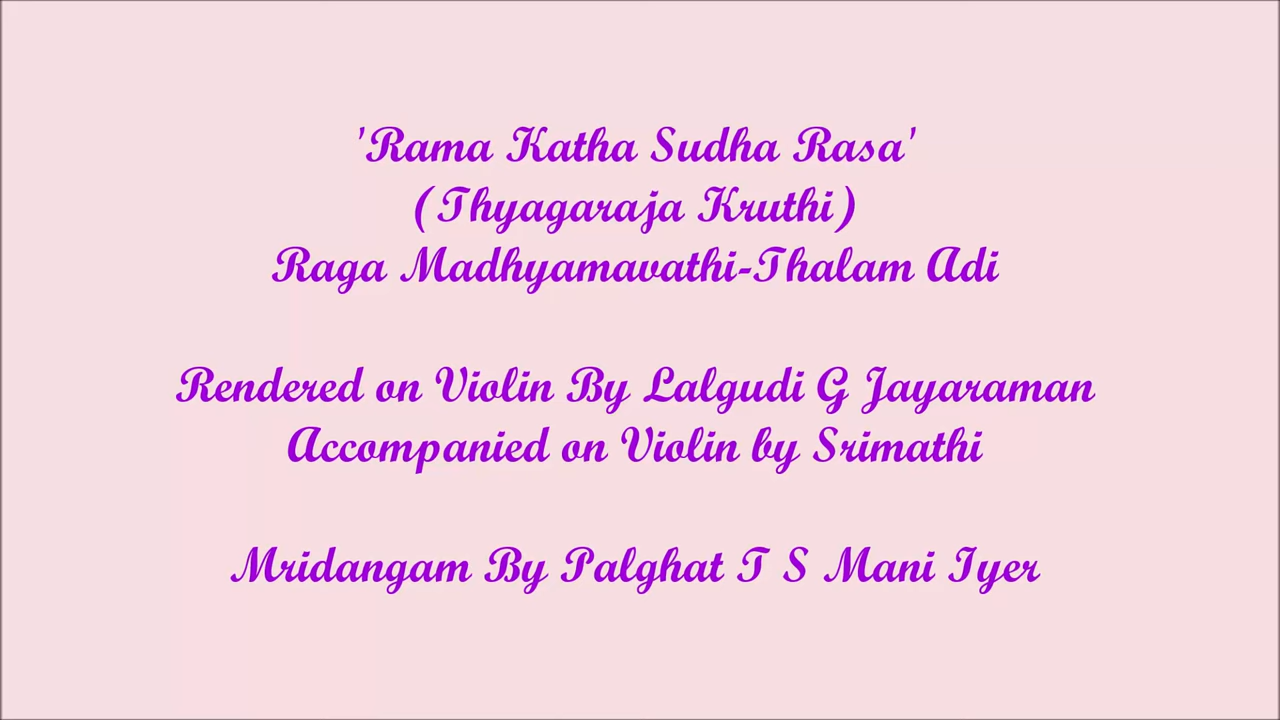 'Rama Katha Sudha Rasa'
(Thyagaraja Kruthi)
Raga Madhyamavathi-Thalam Adi
Rendered on Violin By Lalgudi G Jayaraman
Accompanied on Violin by Srimathi
Mridangam By Palghat T S Mani Iyer